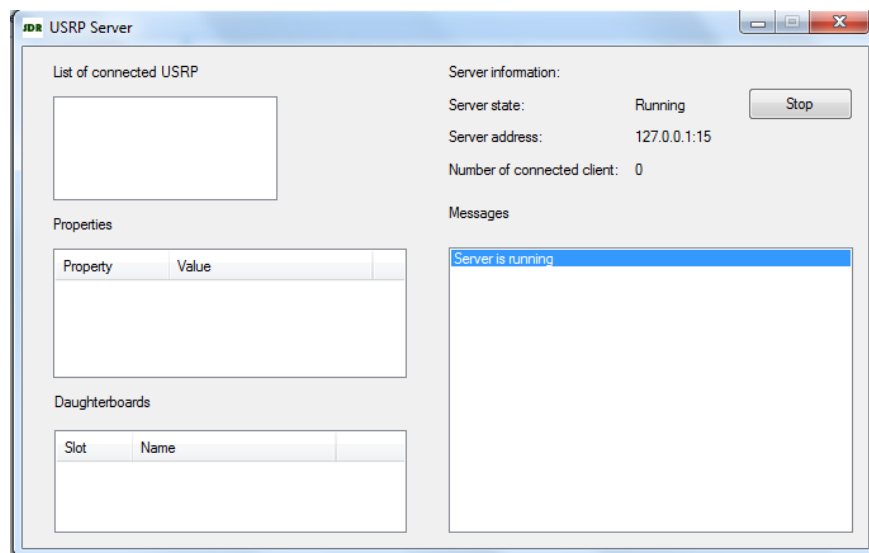 SDR USRP Server
List of connected USRP
Properties
Property Value
Daughterboards
Slot Name
Server information:
Server state: Running Stop
Server address: 127.0.0.1:15
Number of connected client: 0
Messages
Server is running